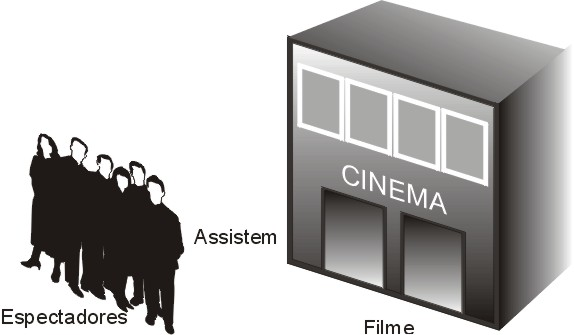 CINEMA
Assistem
Espectadores
Filme